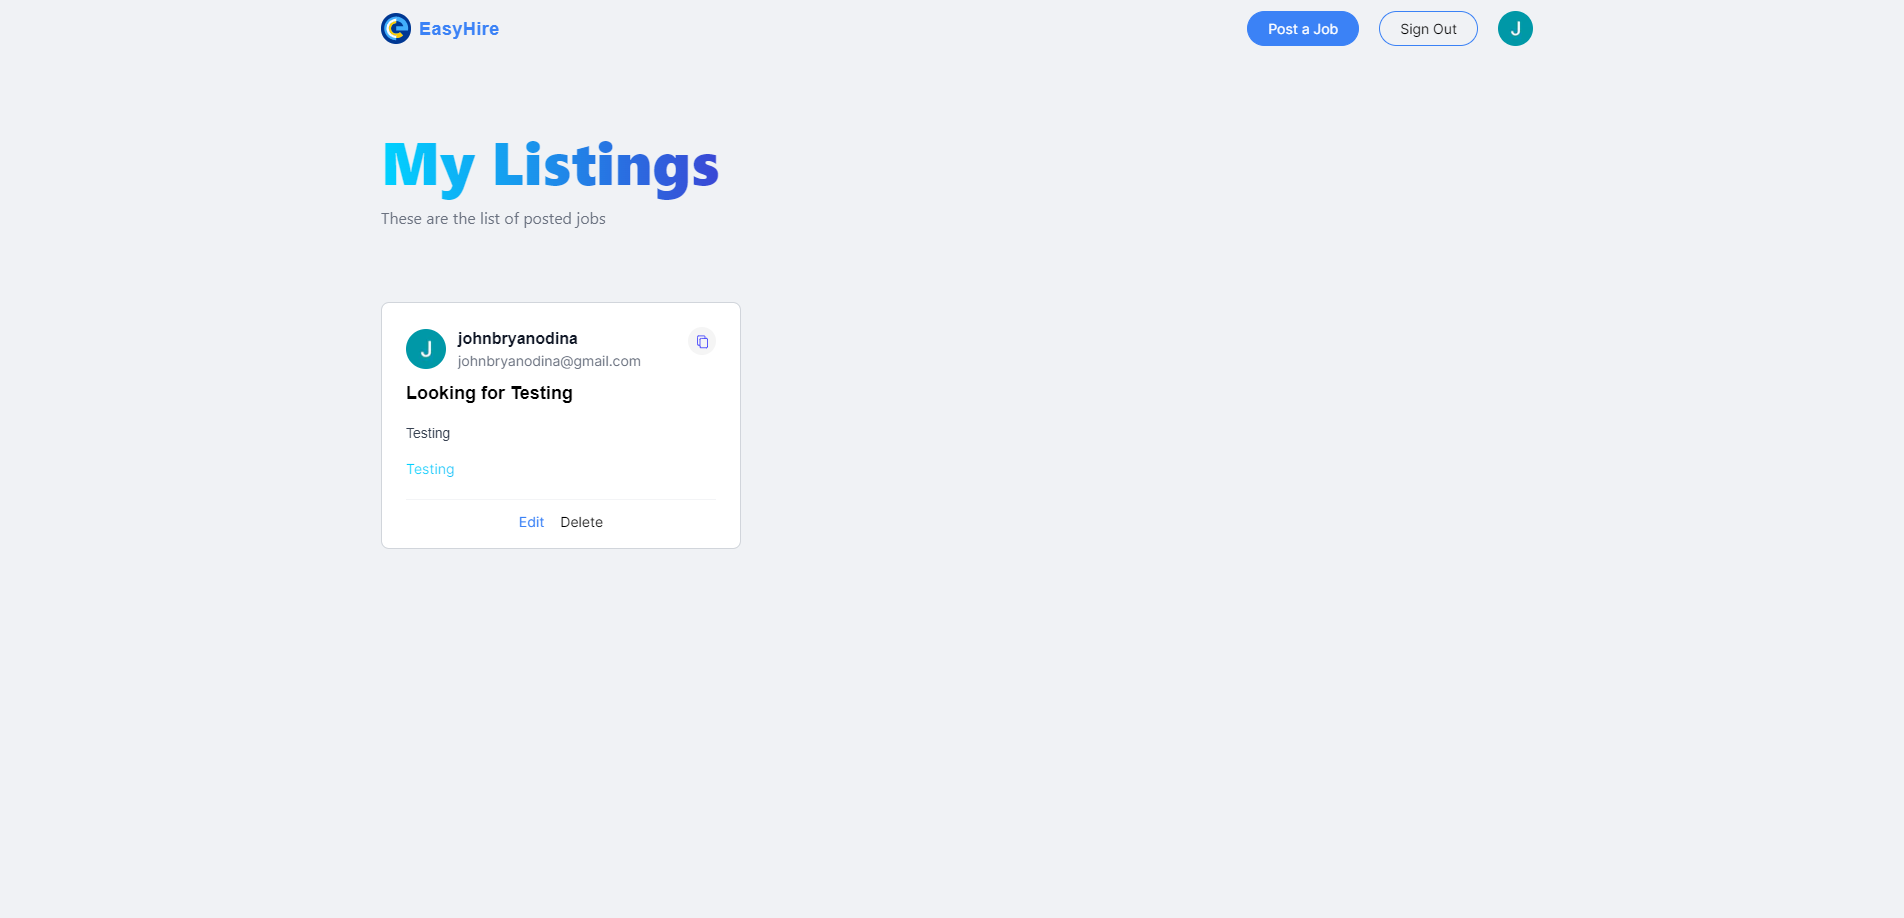 EasyHire
Post a Job
Sign Out
J
My Listings
These are the list of posted jobs
J
johnbryanodina
johnbryanodina@gmail.com
Looking for Testing
Testing
Testing
Edit Delete